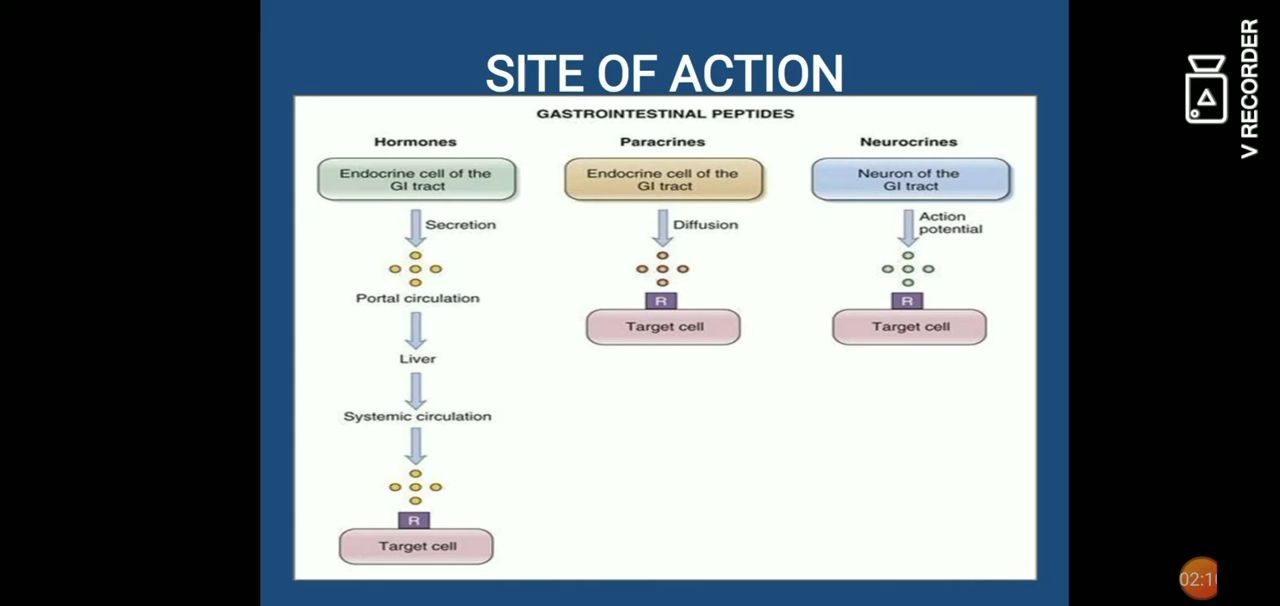 SITE OF ACTION
GASTROINTESTINAL PEPTIDES
Hormones
Endocrine cell of the
GI tract
Secretion
Portal circulation
Liver
Systemic circulation
R
Target cell
Paracrines
Endocrine cell of the
GI tract
Diffusion
R
Target cell
Neurocrines
Neuron of the
GI tract
Action
potential
R
Target cell
V RECORDER